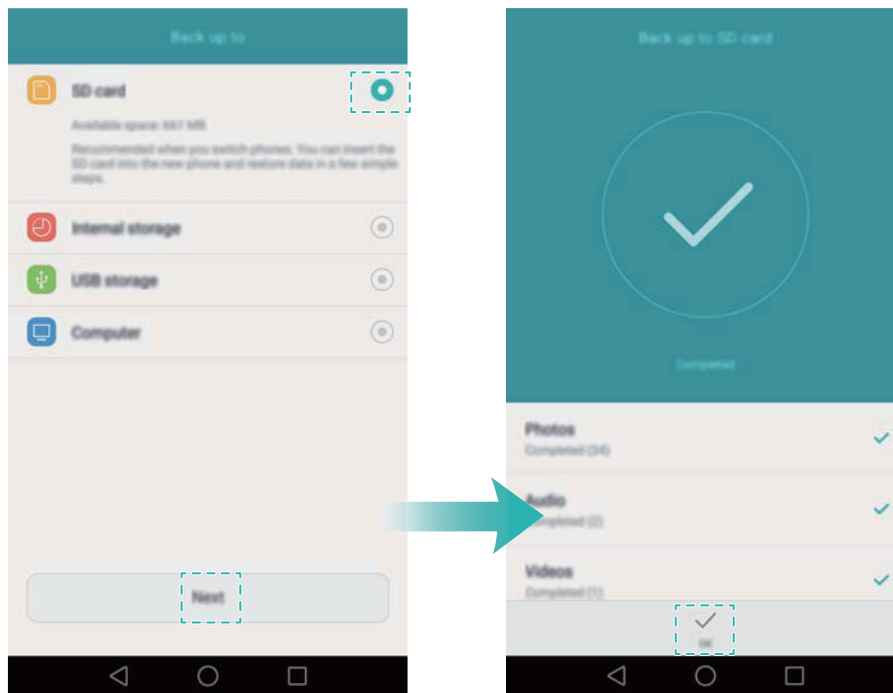 Back up to
SD card
Available space: 661 MB
Recommended when you switch phones. You can insert the
SD card into the new phone and restore data in a few simple
steps.
Internal storage
USB storage
Computer
Next
Back up to SD card
Completed
Photos
Completed (34)
Audio
Completed (2)
Videos
Completed (1)
OK